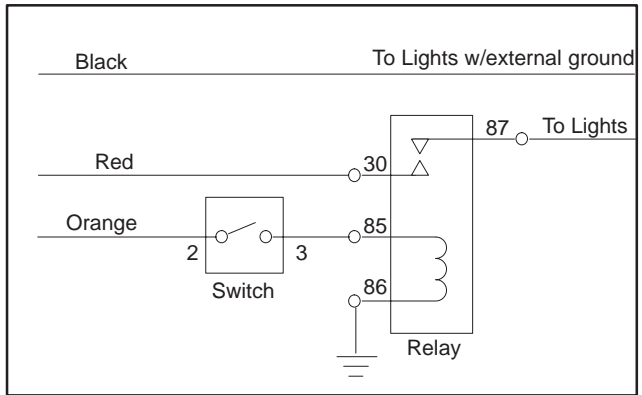 Black
To Lights w/external ground
87
To Lights
Red
30
Orange
2
3
85
Switch
86
Relay